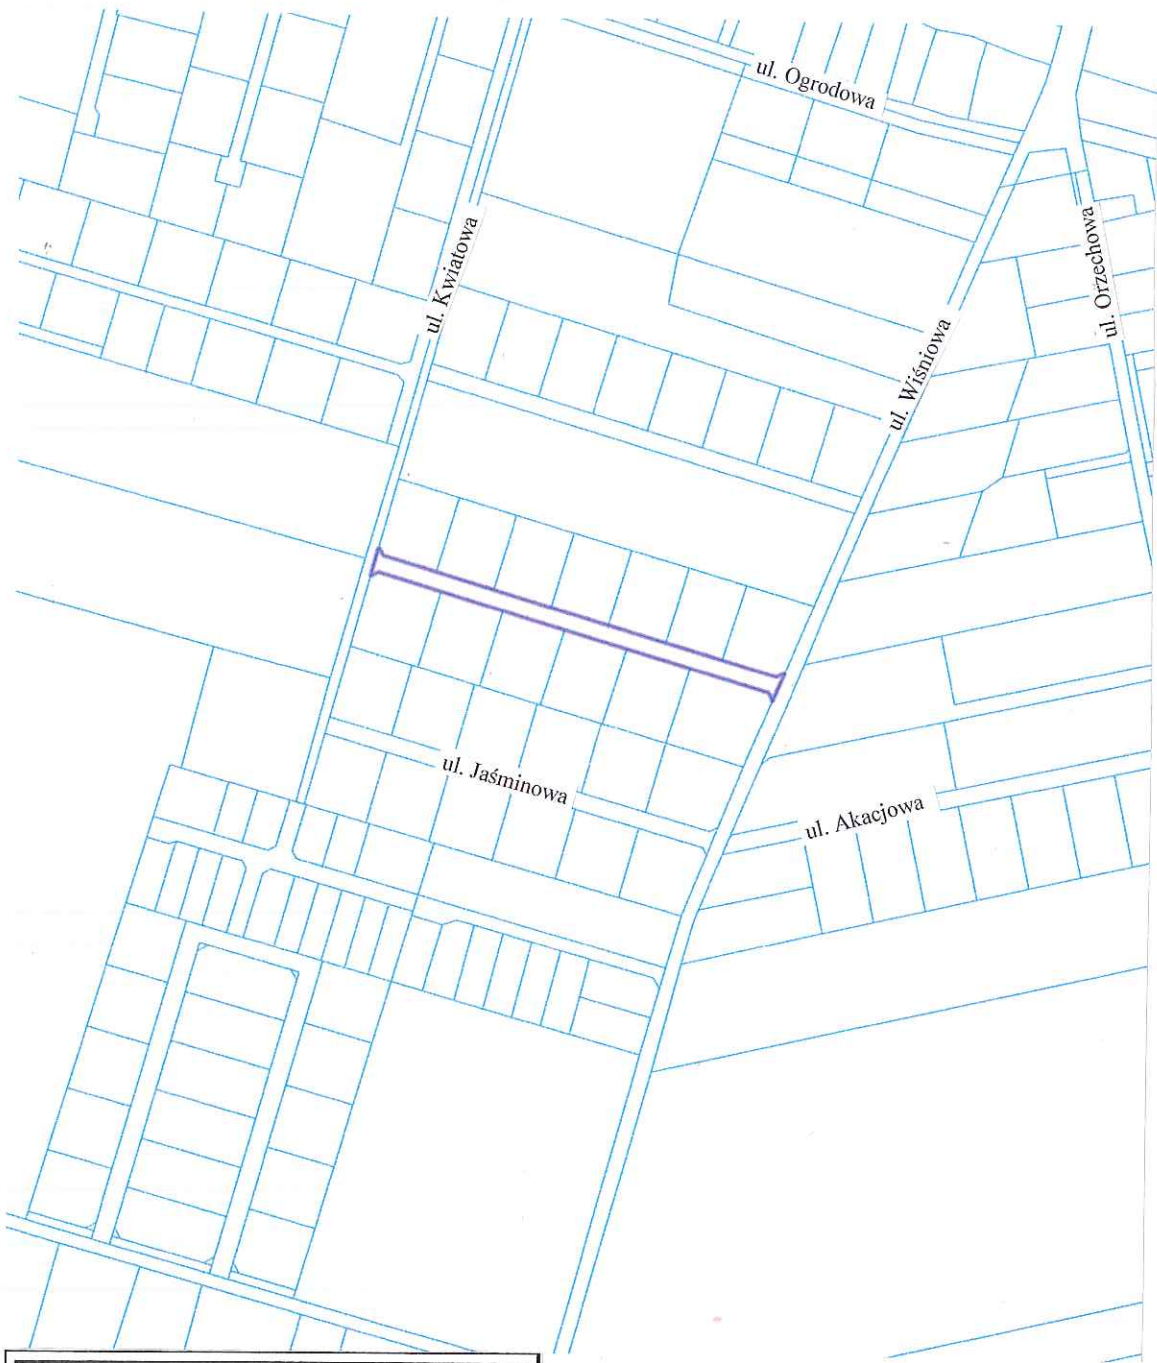 ul. Ogrodowa
ul. Kwiatowa
ul. Orzechowa
ul. Wiśniowa
ul. Jaśminowa
ul. Akacjowa